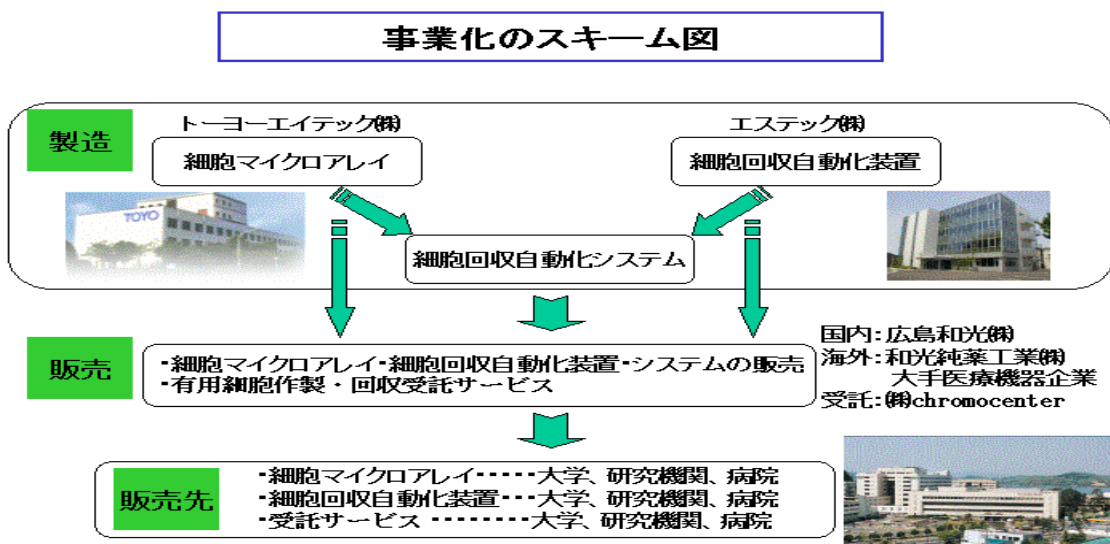 事業化のスキーム図
製造
トーヨーエイテック㈱
細胞マイクロアレイ
エステック㈱
細胞回収自動化装置
TOYO
細胞回収自動化システム
販売
・細胞マイクロアレイ・細胞回収自動化装置・システムの販売
・有用細胞作製・回収受託サービス
国内：広島和光㈱
海外：和光純薬工業㈱
大手医療機器企業
受託：㈱chromocenter
販売先
・細胞マイクロアレイ・・・・・大学、研究機関、病院
・細胞回収自動化装置・・・大学、研究機関、病院
・受託サービス ・・・・・・・・大学、研究機関、病院